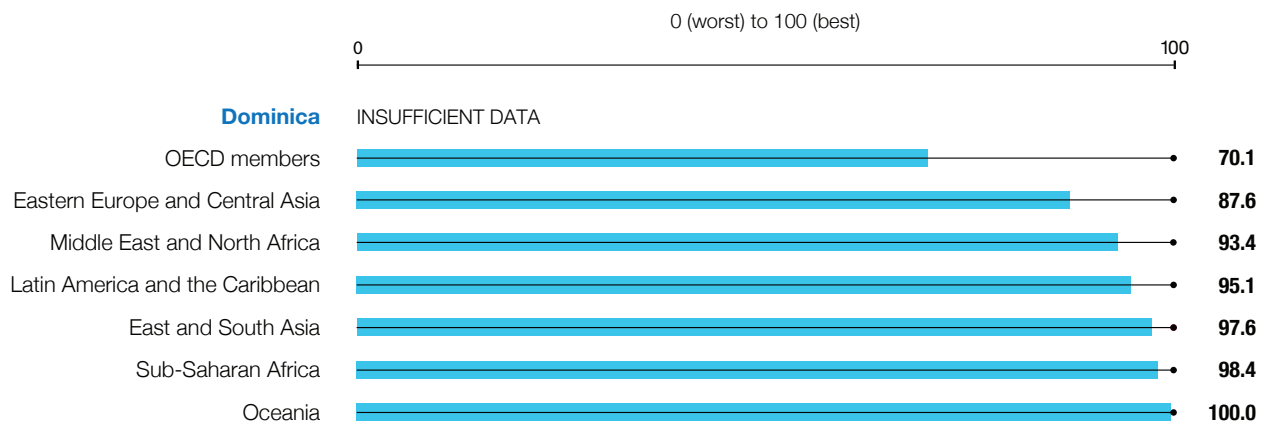 0 (worst) to 100 (best)
0 100
Dominica INSUFFICIENT DATA
OECD members 70.1
Eastern Europe and Central Asia 87.6
Middle East and North Africa 93.4
Latin America and the Caribbean 95.1
East and South Asia 97.6
Sub-Saharan Africa 98.4
Oceania 100.0